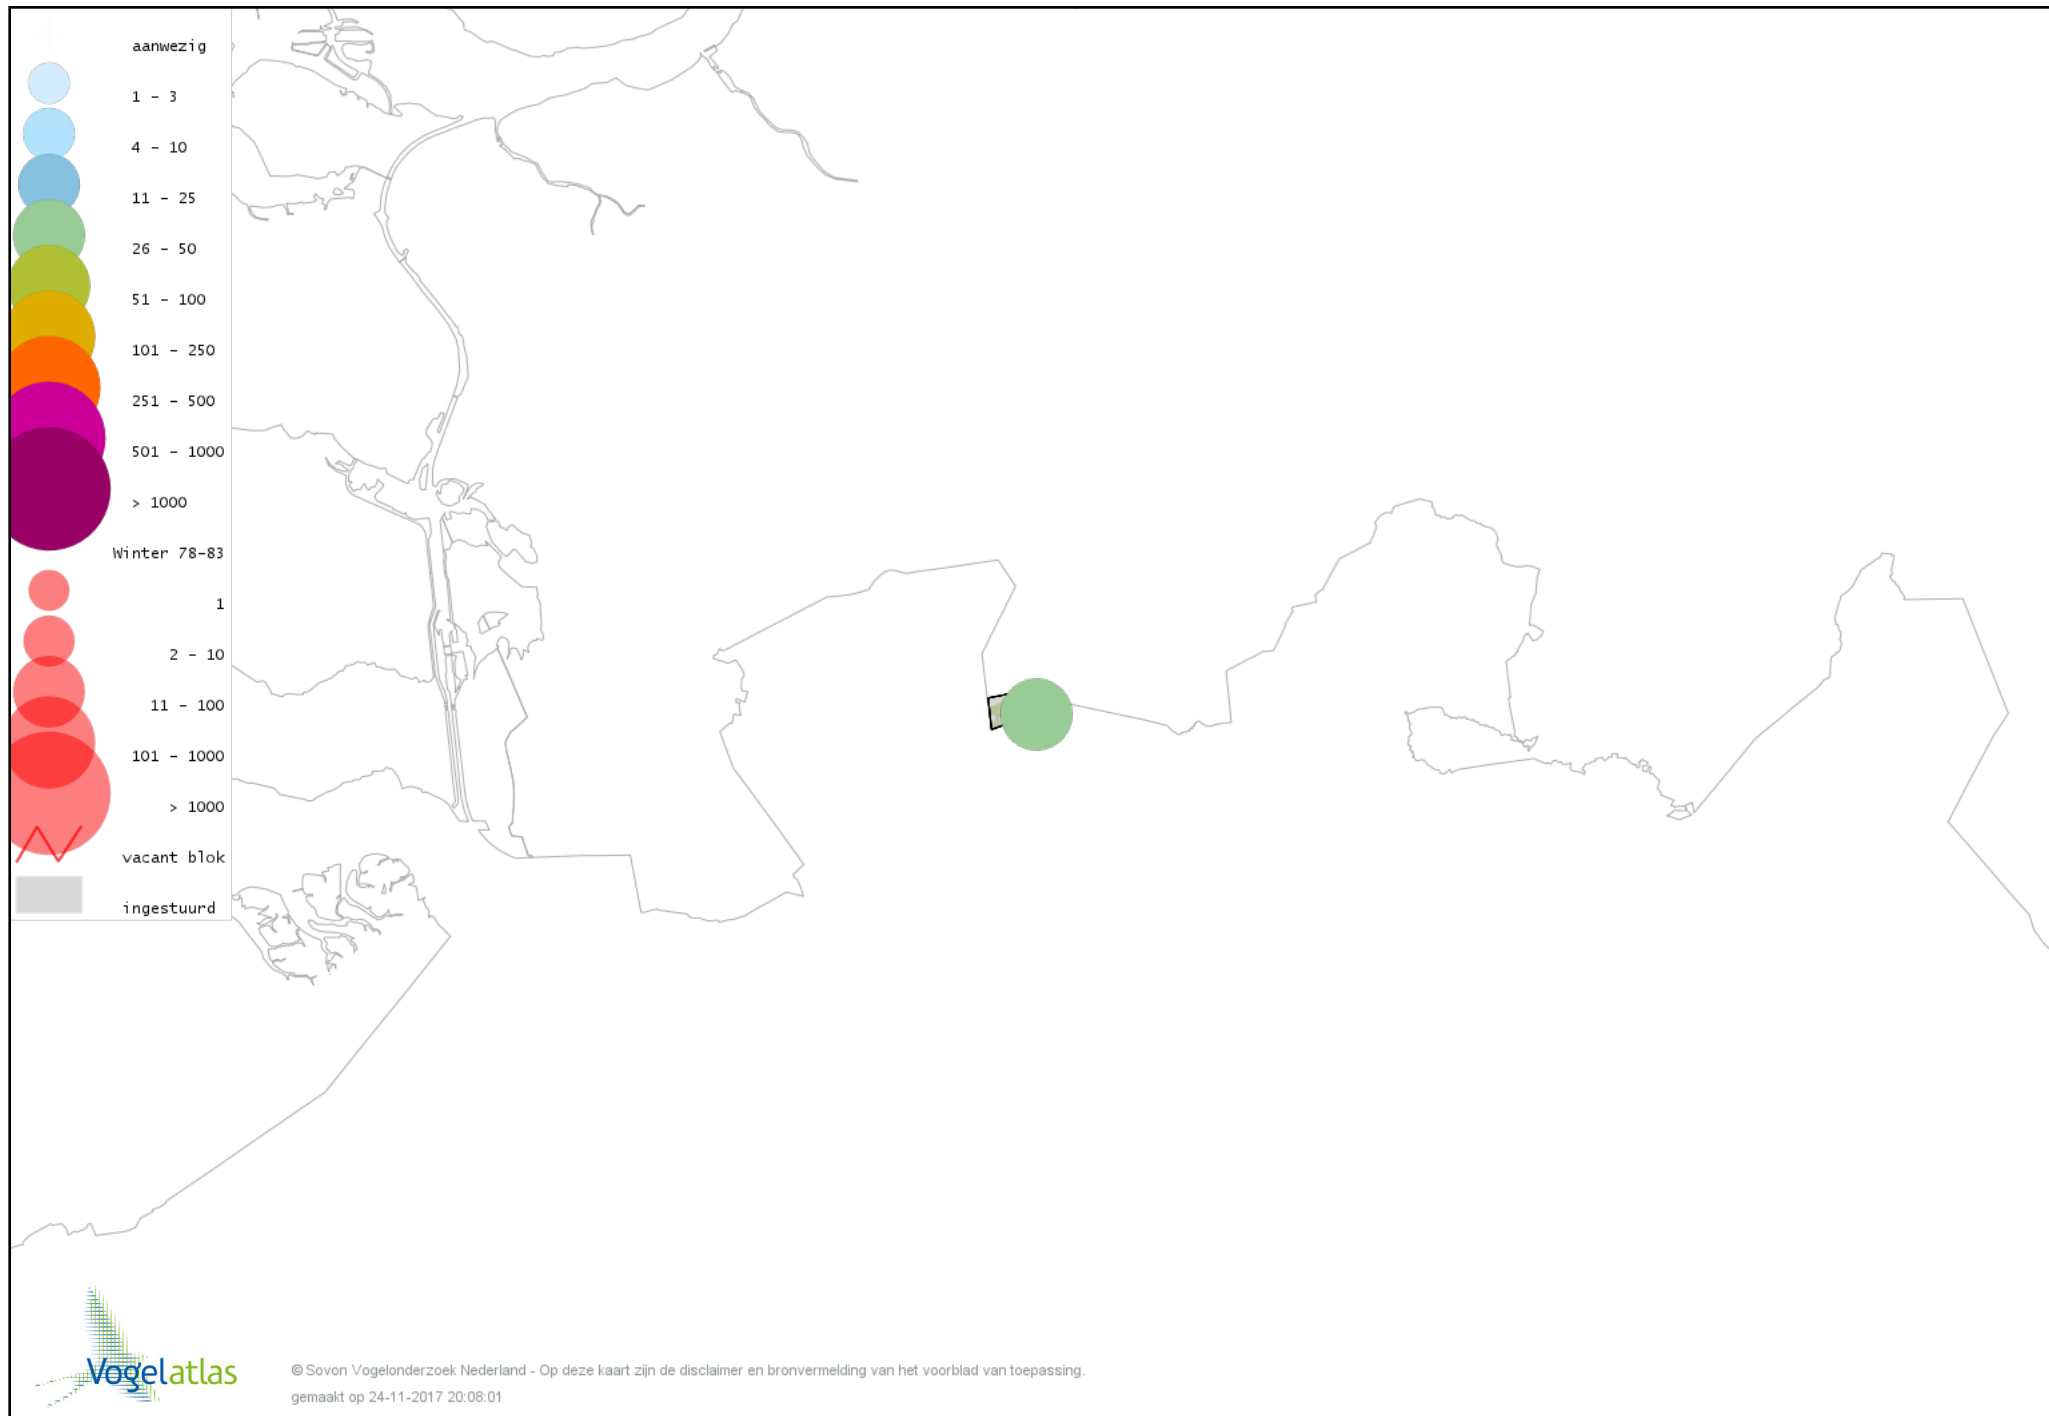 aanwezig
1 - 3
4 - 10
11 - 25
26 - 50
51 - 100
101 - 250
251 - 500
501 - 1000
> 1000
Winter 78-83
1
2 - 10
11 - 100
101 - 1000
> 1000
vacant blok
ingestuurd
Vogelatlas
© Sovon Vogelonderzoek Nederland - Op deze kaart zijn de disclaimer en bronvermelding van het voorblad van toepassing.
gemaakt op 24-11-2017 20:08:01